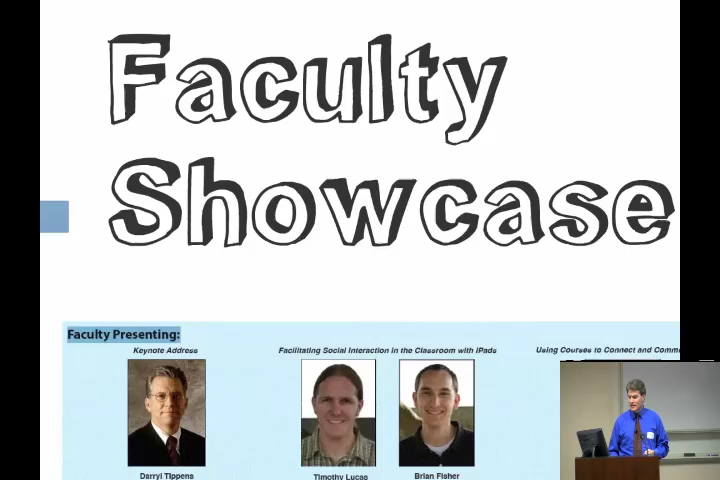 Faculty
Showcase
Faculty Presenting:
Keynote Address
Facilitating Social Interaction in the Classroom with iPads
Using Courses to Connect and Comm
Darryl Tippens
Timothy Lucas
Brian Fisher